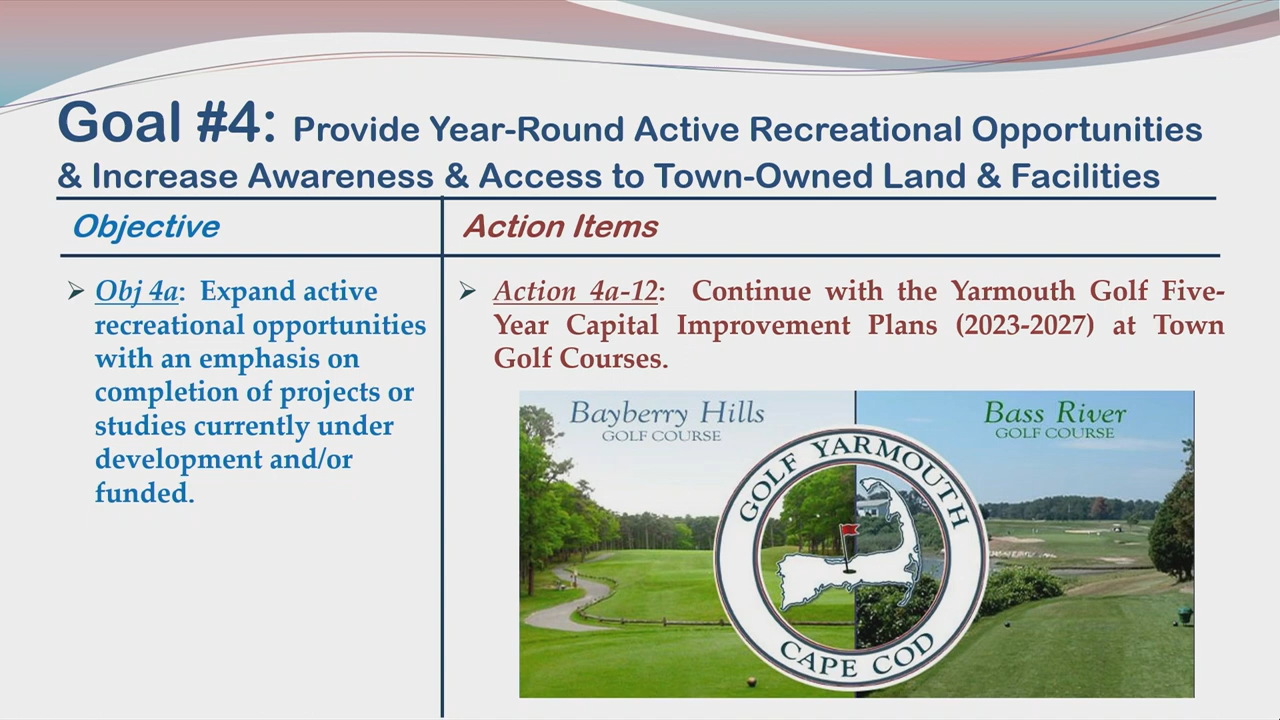 Goal #4: Provide Year-Round Active Recreational Opportunities
& Increase Awareness & Access to Town-Owned Land & Facilities
Objective
Action Items
Obj 4a: Expand active
recreational opportunities
with an emphasis on
completion of projects or
studies currently under
development and/or
funded.
Action 4a-12: Continue with the Yarmouth Golf Five-
Year Capital Improvement Plans (2023-2027) at Town
Golf Courses.
Bayberry Hills
GOLF COURSE
Bass River
GOLF COURSE
GOLF YARMOUTH
CAPE COD